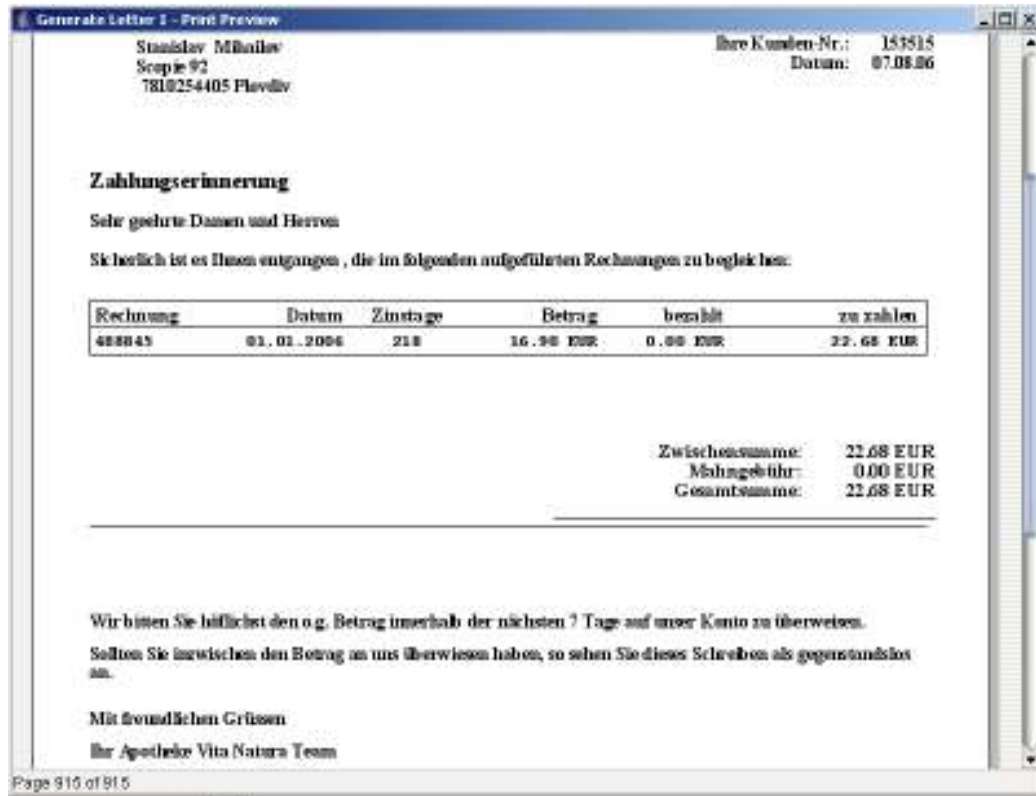 Generate Letter 1 - Print Preview
Stanislav Mihailov Ihre Kunden-Nr.: 153515
Scopie 92 Datum: 07.08.06
7810254405 Plovdiv
Zahlungserinnerung
Sehr geehrte Damen und Herren
Sicherlich ist es Ihnen entgangen , die im folgenden aufgeführten Rechnungen zu begleichen:
Rechnung Datum Zinstage Betrag bezahlt zu zahlen
488845 01.01.2006 218 16.90 EUR 0.00 EUR 22.68 EUR
Zwischensumme: 22.68 EUR
Mahngebühr: 0.00 EUR
Gesamtsumme: 22.68 EUR
Wir bitten Sie höflichst den o.g. Betrag innerhalb der nächsten 7 Tage auf unser Konto zu überweisen.
Sollten Sie inzwischen den Betrag an uns überwiesen haben, so sehen Sie dieses Schreiben als gegenstandslos
an.
Mit freundlichen Grüssen
Ihr Apotheke Vita Natura Team
Page 915 of 915